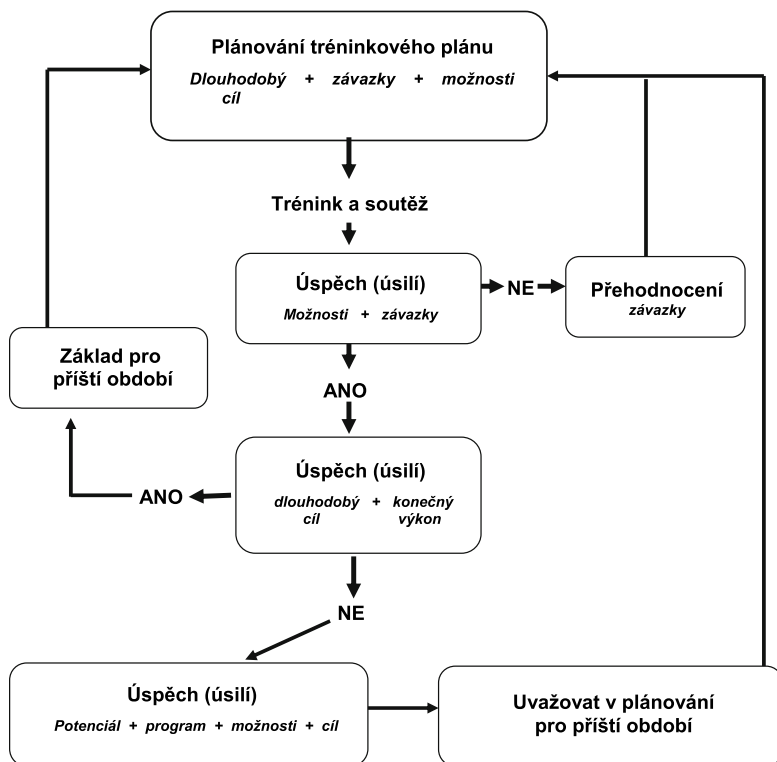 Plánování tréninkového plánu
Dlouhodobý + závazky + možnosti
cíl
Trénink a soutěž
Úspěch (úsilí)
Možnosti + závazky
NE
Přehodnocení
závazky
Základ pro
příští období
ANO
Úspěch (úsilí)
dlouhodobý + konečný
cíl výkon
ANO
NE
Úspěch (úsilí)
Potenciál + program + možnosti + cíl
Uvažovat v plánování
pro příští období